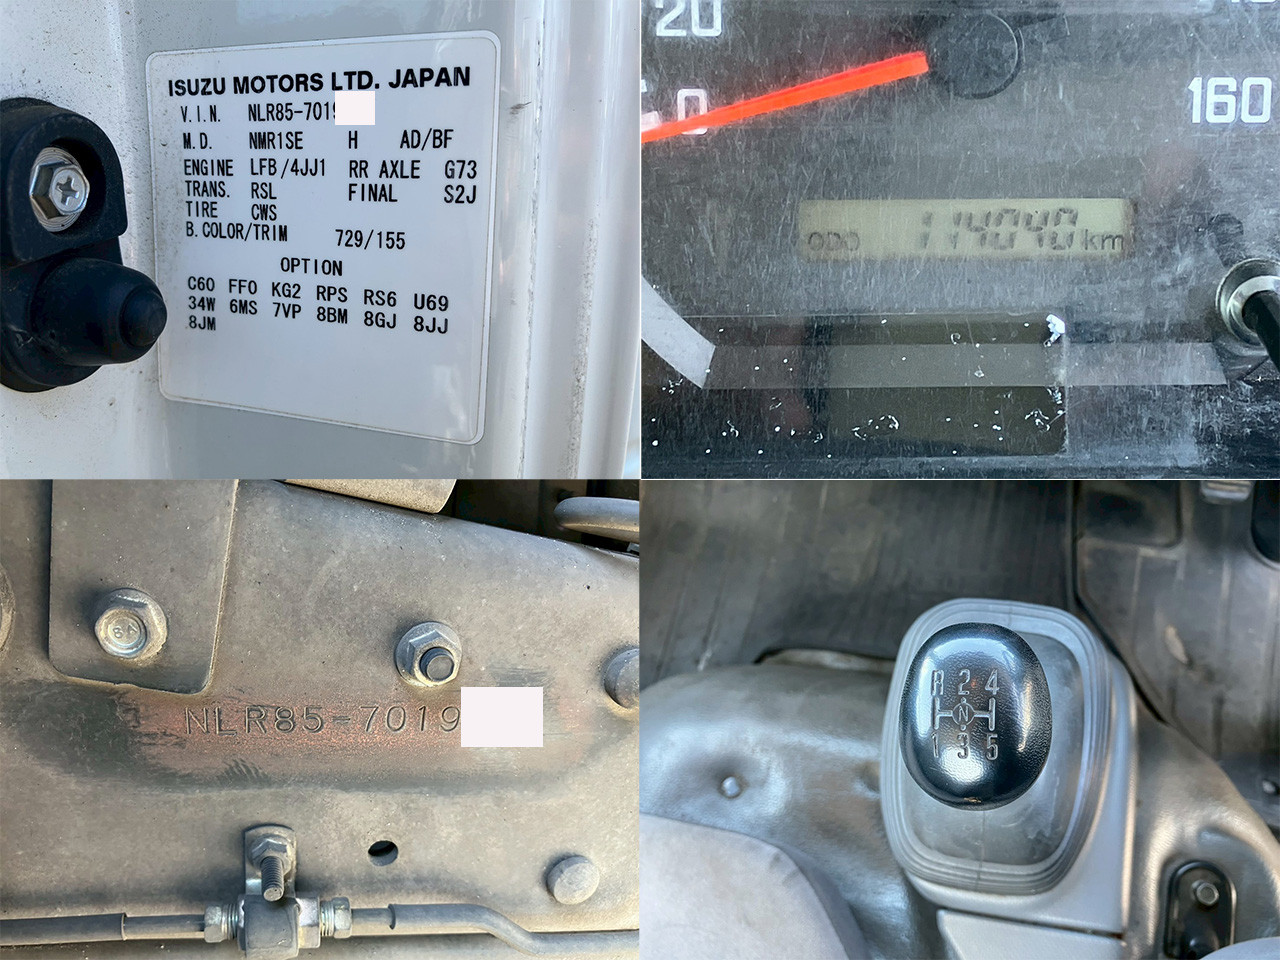 ISUZU MOTORS LTD. JAPAN
V.I.N. NLR85-7019
M.D. NMR1SE H AD/BF
ENGINE LFB/4JJ1 RR AXLE G73
TRANS. RSL FINAL S2J
TIRE CWS
B.COLOR/TRIM 729/155
OPTION
C60 FF0 KG2 RPS RS6 U69
34W 6MS 7VP 8BM 8GJ 8JJ
8JM
20
0
160
ODO 114040 km
NLR85-7019
R 2 4
N
1 3 5